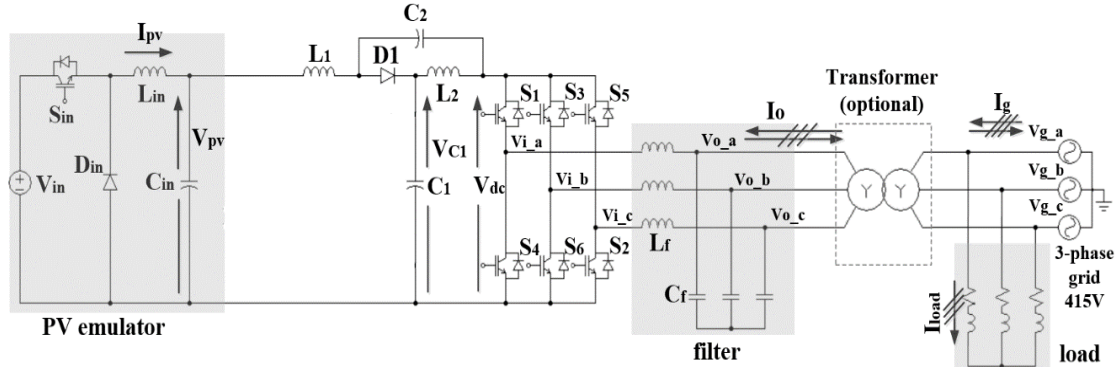 C2
Ipv
L1
D1
Lin
L2
S1
S3
S5
Sin
Vpv
Din
Cin
Vin
VC1
C1
Vdc
Vi_a
Vi_b
Vi_c
S4
S6
S2
Lf
Cf
Io
Vo_a
Vo_b
Vo_c
Transformer
(optional)
Y
Y
Ig
Vg_a
Vg_b
Vg_c
3-phase
grid
415V
Iload
load
PV emulator
filter